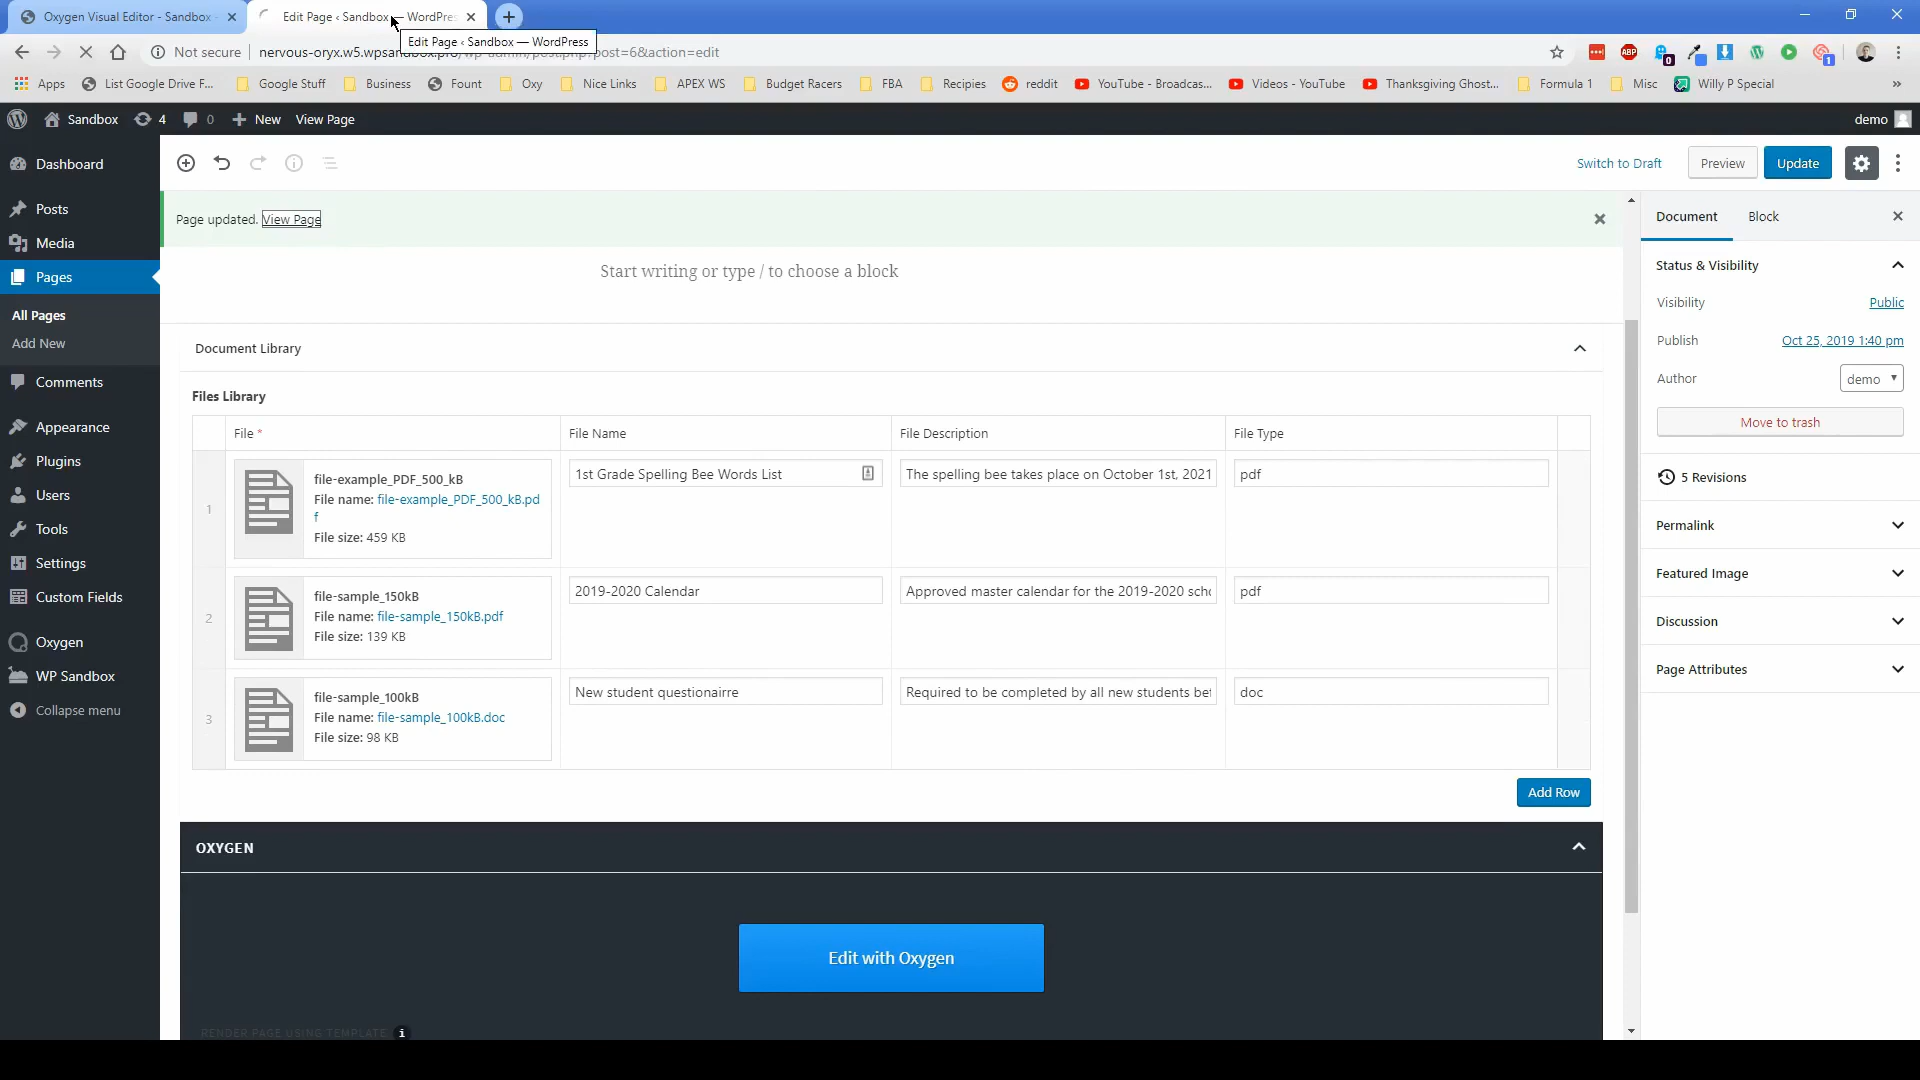 Oxygen Visual Editor - Sandbox -
Edit Page ‹ Sandbox — WordPres
Edit Page ‹ Sandbox — WordPress
Not secure
nervous-oryx.w5.wpsandbox.pro/wp-admin/post.php?post=6&action=edit
Apps
List Google Drive F...
Google Stuff
Business
Fount
Oxy
Nice Links
APEX WS
Budget Racers
FBA
Recipies
reddit
YouTube - Broadcas...
Videos - YouTube
Thanksgiving Ghost...
Formula 1
Misc
Willy P Special
»
0
1
Sandbox
4
0
New
View Page
demo
Dashboard
Posts
Media
Pages
All Pages
Add New
Comments
Appearance
Plugins
Users
Tools
Settings
Custom Fields
Oxygen
WP Sandbox
Collapse menu
Switch to Draft
Preview
Update
Page updated. View Page
Start writing or type / to choose a block
Document Library
Files Library
File *
File Name
File Description
File Type
1
file-example_PDF_500_kB
File name: file-example_PDF_500_kB.pd
f
File size: 459 KB
1st Grade Spelling Bee Words List
The spelling bee takes place on October 1st, 2021
pdf
2
file-sample_150kB
File name: file-sample_150kB.pdf
File size: 139 KB
2019-2020 Calendar
Approved master calendar for the 2019-2020 scho
pdf
3
file-sample_100kB
File name: file-sample_100kB.doc
File size: 98 KB
New student questionairre
Required to be completed by all new students bef
doc
Add Row
OXYGEN
Edit with Oxygen
RENDER PAGE USING TEMPLATE
Document
Block
Status & Visibility
Visibility
Public
Publish
Oct 25, 2019 1:40 pm
Author
demo
Move to trash
5 Revisions
Permalink
Featured Image
Discussion
Page Attributes